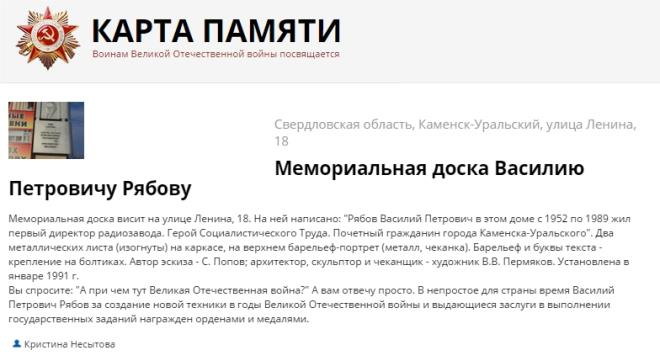 КАРТА ПАМЯТИ
Воинам Великой Отечественной войны посвящается
Свердловская область, Каменск-Уральский, улица Ленина,
18
Мемориальная доска Василию
Петровичу Рябову
Мемориальная доска висит на улице Ленина, 18. На ней написано: "Рябов Василий Петрович в этом доме с 1952 по 1989 жил
первый директор радиозавода. Герой Социалистического Труда. Почетный гражданин города Каменска-Уральского". Два
металлических листа (изогнуты) на каркасе, на верхнем барельеф-портрет (металл, чеканка). Барельеф и буквы текста -
крепление на болтиках. Автор эскиза - С. Попов; архитектор, скульптор и чеканщик - художник В.В. Пермяков. Установлена в
январе 1991 г.
Вы спросите: "А при чем тут Великая Отечественная война?" А вам отвечу просто. В непростое для страны время Василий
Петрович Рябов за создание новой техники в годы Великой Отечественной войны и выдающиеся заслуги в выполнении
государственных заданий награжден орденами и медалями.
Кристина Несытова